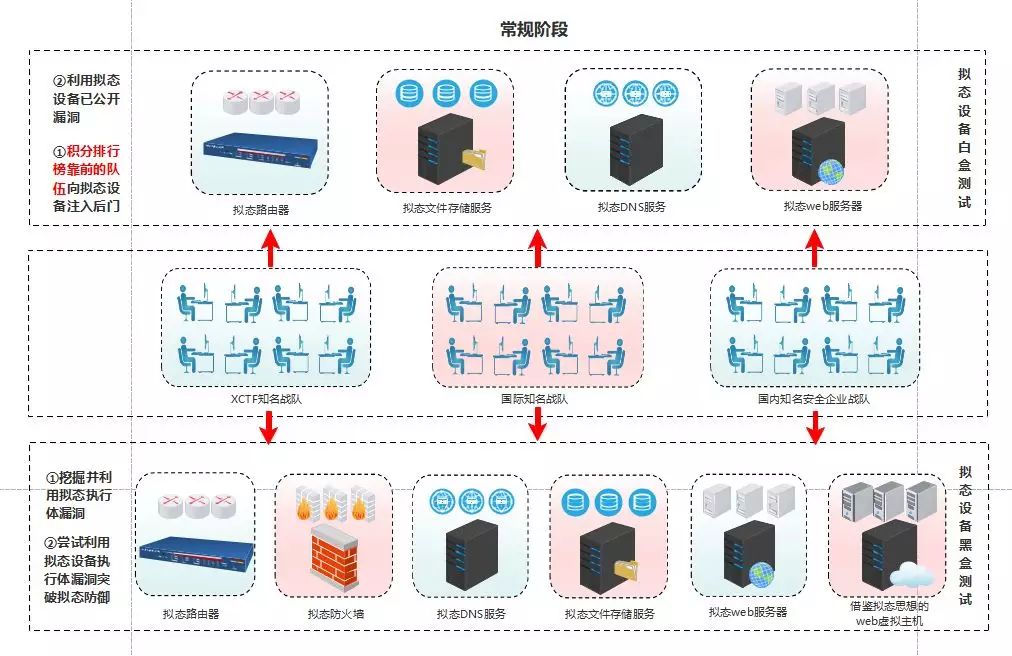 常规阶段
②利用拟态
设备已公开
漏洞
①积分排行
榜靠前的队
伍向拟态设
备注入后门
拟态路由器
拟态文件存储服务
拟态DNS服务
拟态web服务器
拟态设备白盒测试
XCTF知名战队
国际知名战队
国内知名安全企业战队
①挖掘并利
用拟态执行
体漏洞
②尝试利用
拟态设备执
行体漏洞突
破拟态防御
拟态路由器
拟态防火墙
拟态DNS服务
拟态文件存储服务
拟态web服务器
借鉴拟态思想的
web虚拟主机
拟态设备黑盒测试